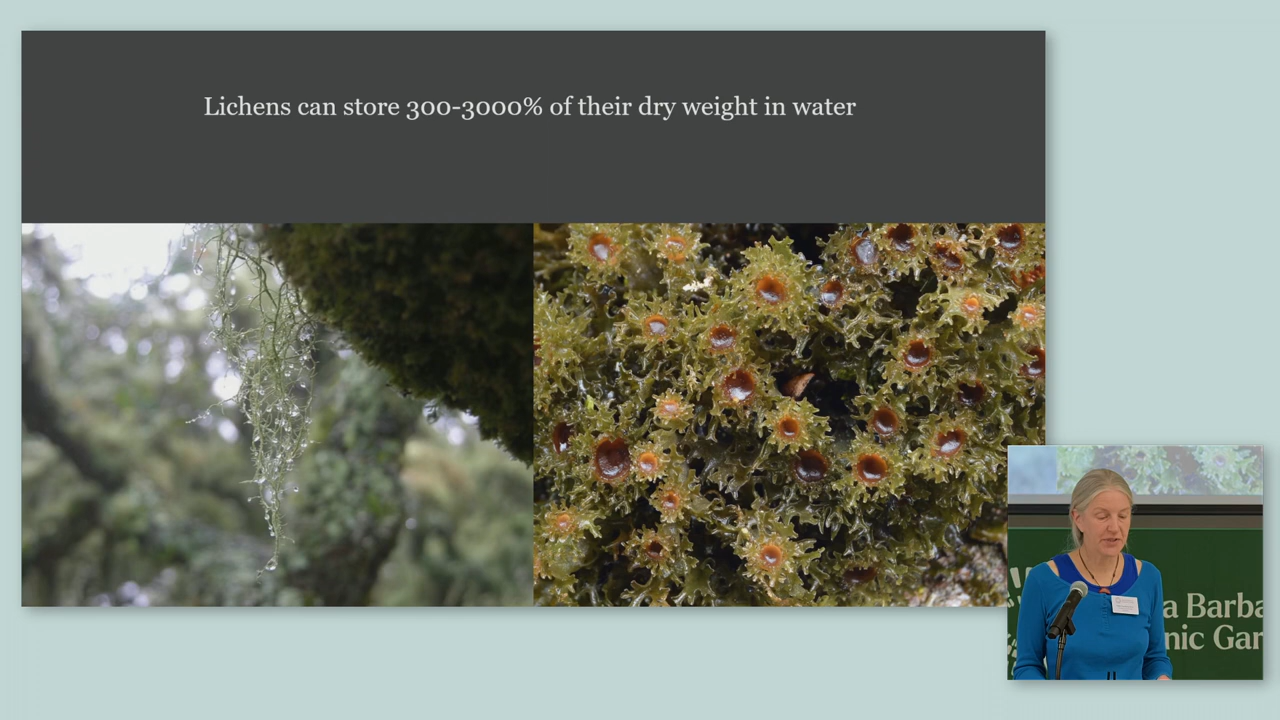 Lichens can store 300-3000% of their dry weight in water
a Barba
nic Gar